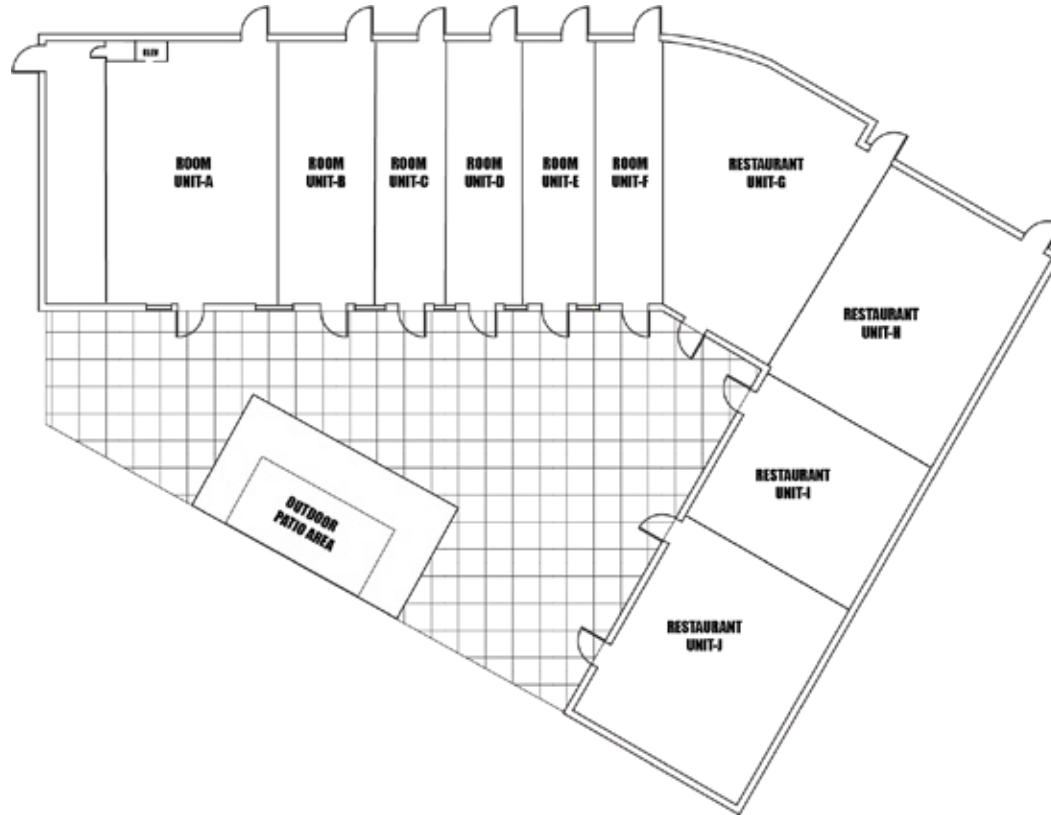 ELEV
ROOM
UNIT-A
ROOM
UNIT-B
ROOM
UNIT-C
ROOM
UNIT-D
ROOM
UNIT-E
ROOM
UNIT-F
RESTAURANT
UNIT-G
RESTAURANT
UNIT-H
RESTAURANT
UNIT-I
RESTAURANT
UNIT-J
OUTDOOR
PATIO AREA